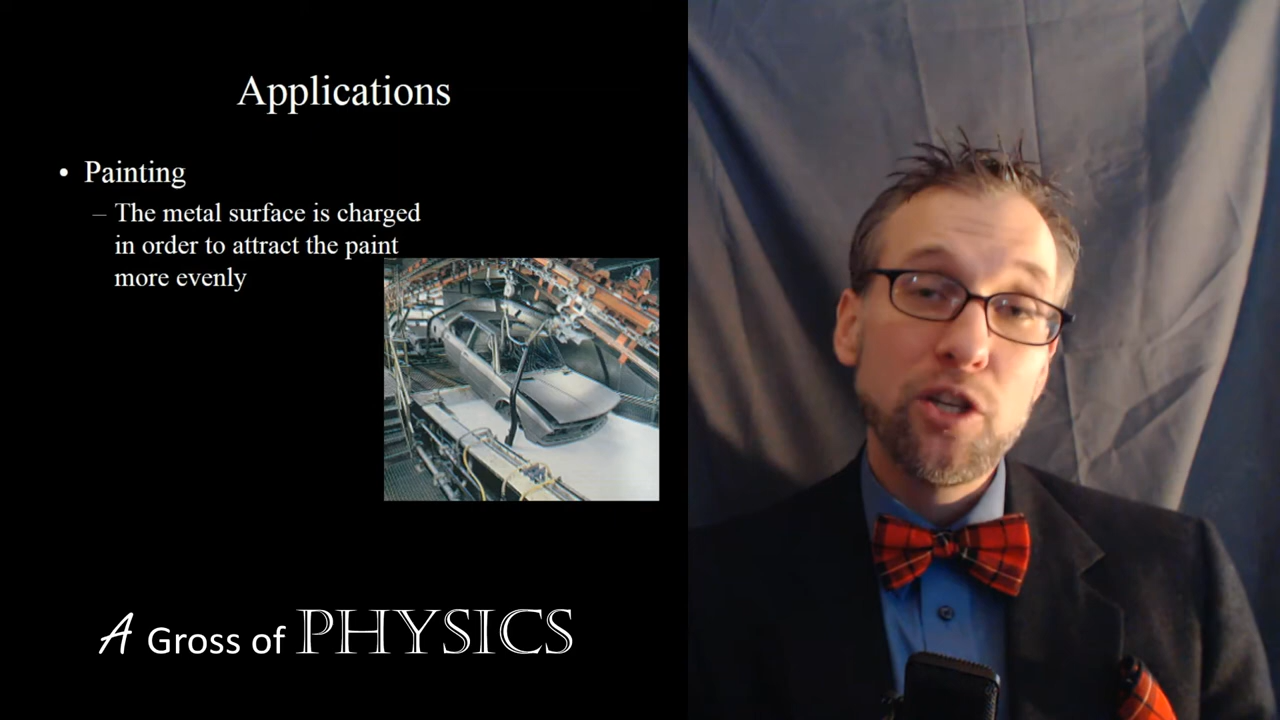 Applications
• Painting
– The metal surface is charged
in order to attract the paint
more evenly
A Gross of PHYSICS